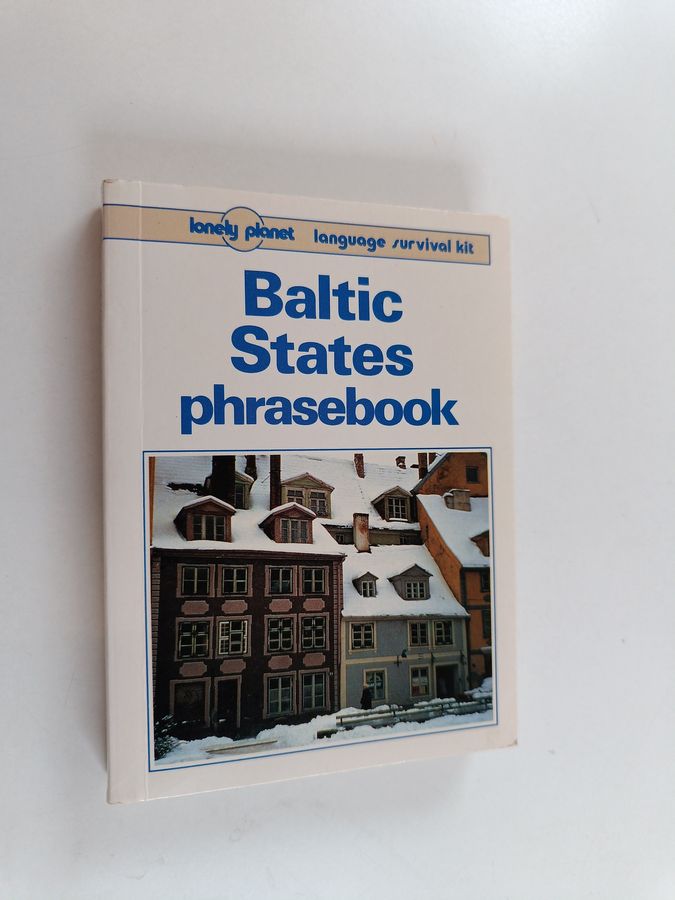 lonely planet language survival kit
Baltic
States
phrasebook